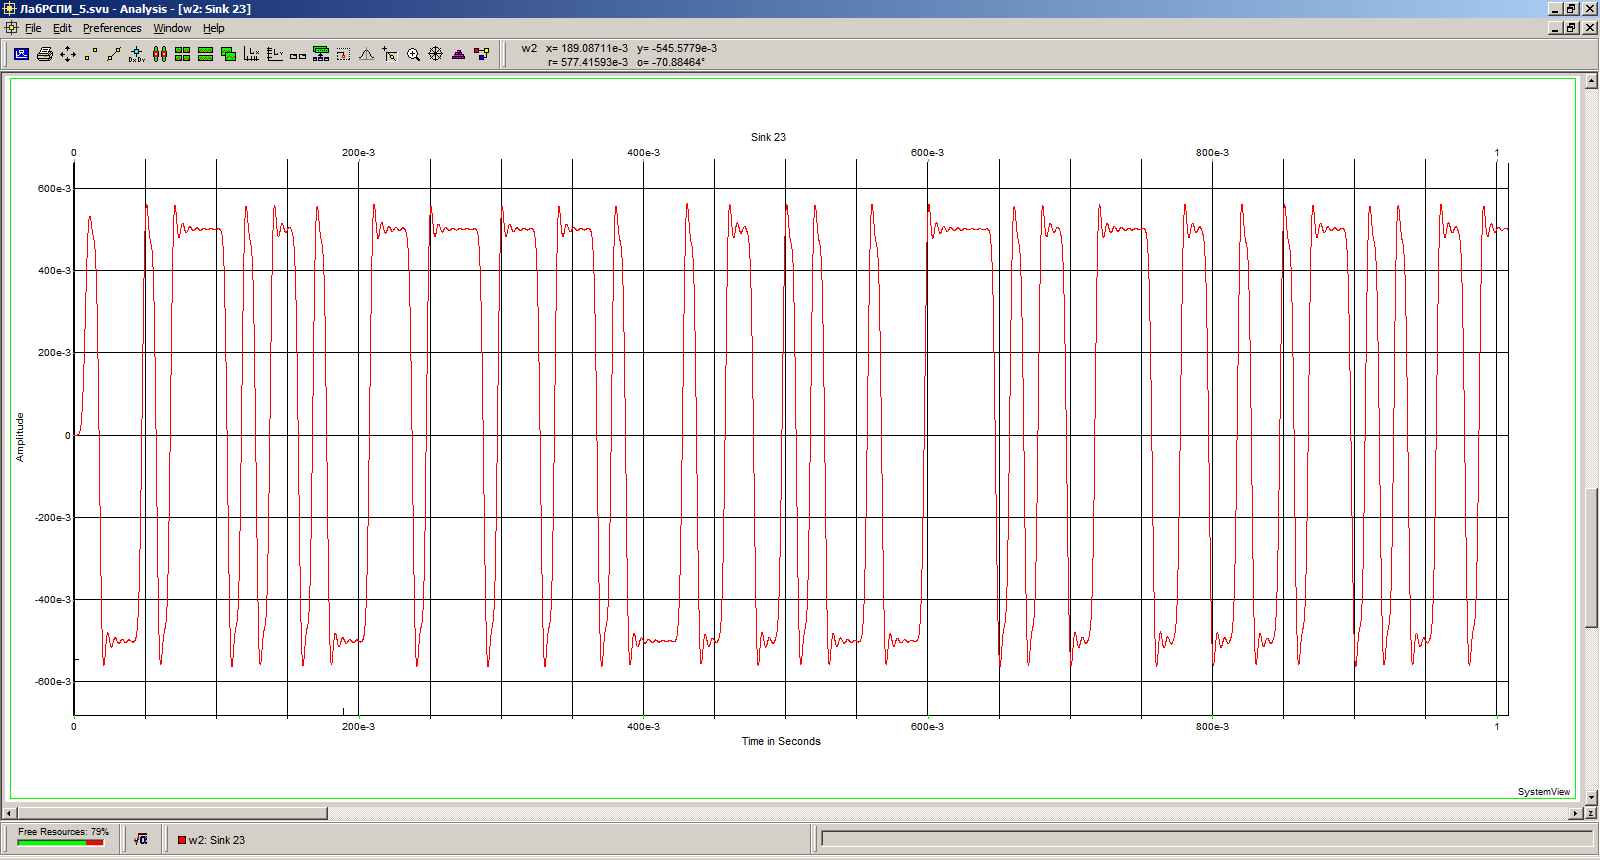 ЛабРСПИ_5.svu - Analysis - [w2: Sink 23]
File Edit Preferences Window Help
w2 x= 189.08711e-3 y= -545.5779e-3
r= 577.41593e-3 o= -70.88464°
Sink 23
0 200e-3 400e-3 600e-3 800e-3 1
600e-3
400e-3
200e-3
0
-200e-3
-400e-3
-600e-3
Amplitude
0 200e-3 400e-3 600e-3 800e-3 1
Time in Seconds
SystemView
Free Resources: 79%
√α
w2: Sink 23